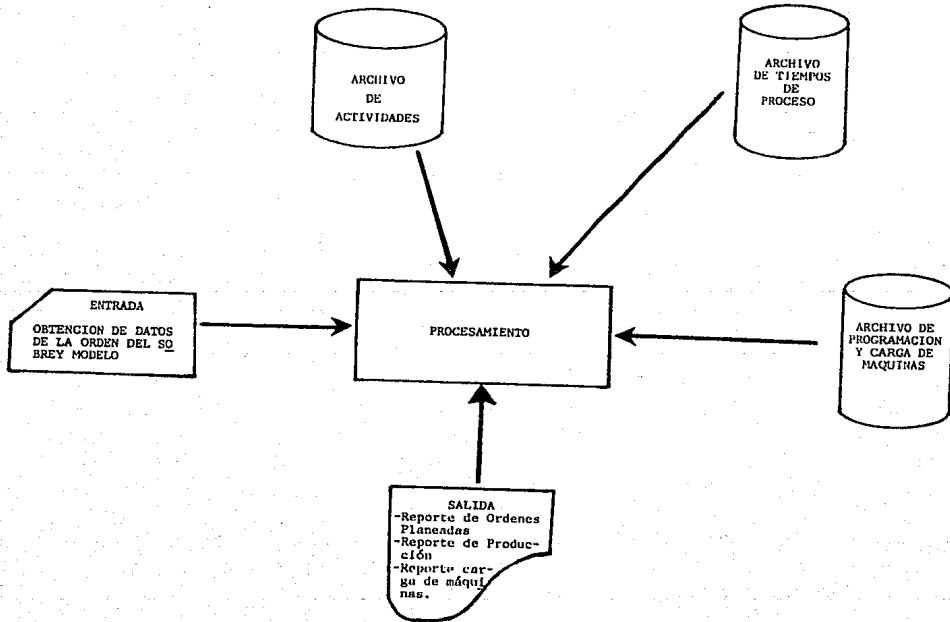 ARCHIVO
DE
ACTIVIDADES
ARCHIVO
DE TIEMPOS
DE
PROCESO
ENTRADA
OBTENCION DE DATOS
DE LA ORDEN DEL SO
BREY MODELO
PROCESAMIENTO
ARCHIVO DE
PROGRAMACION
Y CARGA DE
MAQUINAS
SALIDA
-Reporte de Ordenes
Planeadas
-Reporte de Produc-
ción
-Reporte car-
ga de máqui
nas.